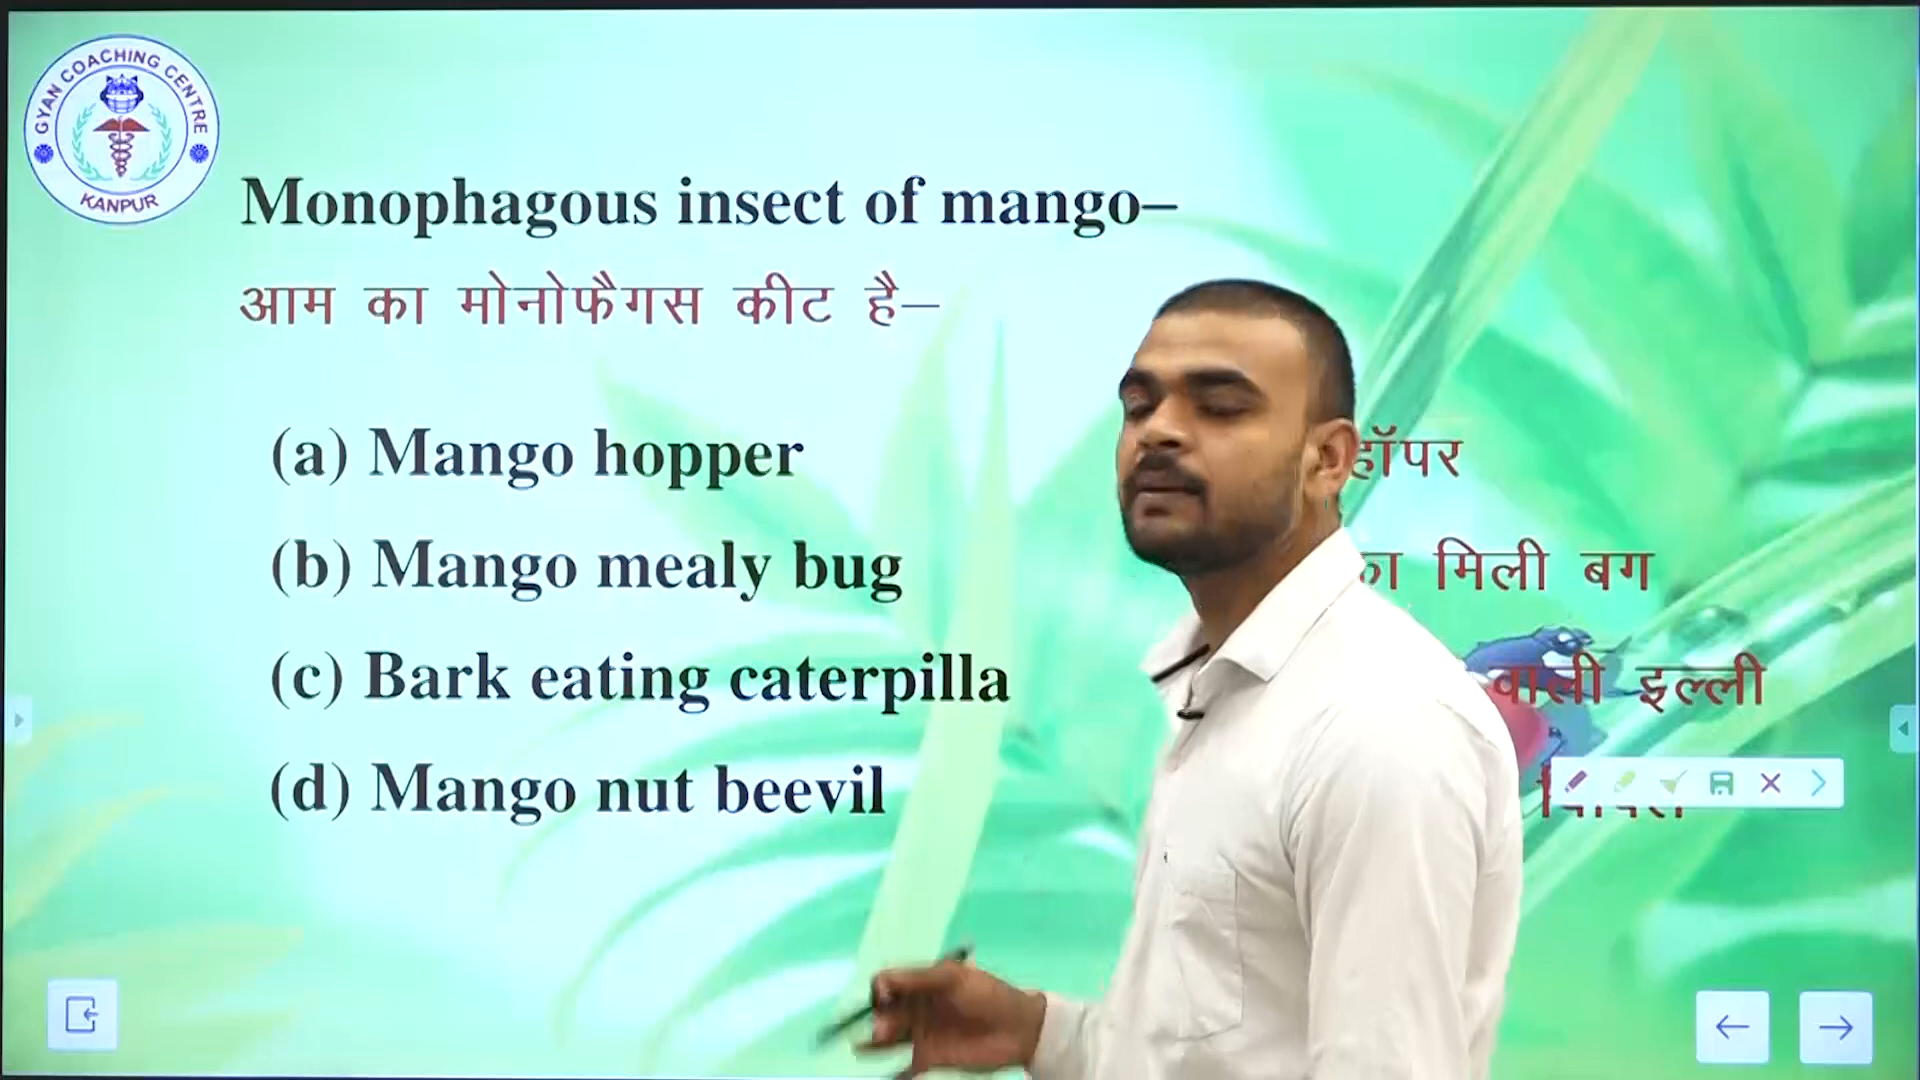 GYAN COACHING CENTRE
KANPUR
Monophagous insect of mango–
आम का मोनोफैगस कीट है–
(a) Mango hopper
हॉपर
(b) Mango mealy bug
मिली बग
(c) Bark eating caterpilla
वाली इल्ली
(d) Mango nut beevil